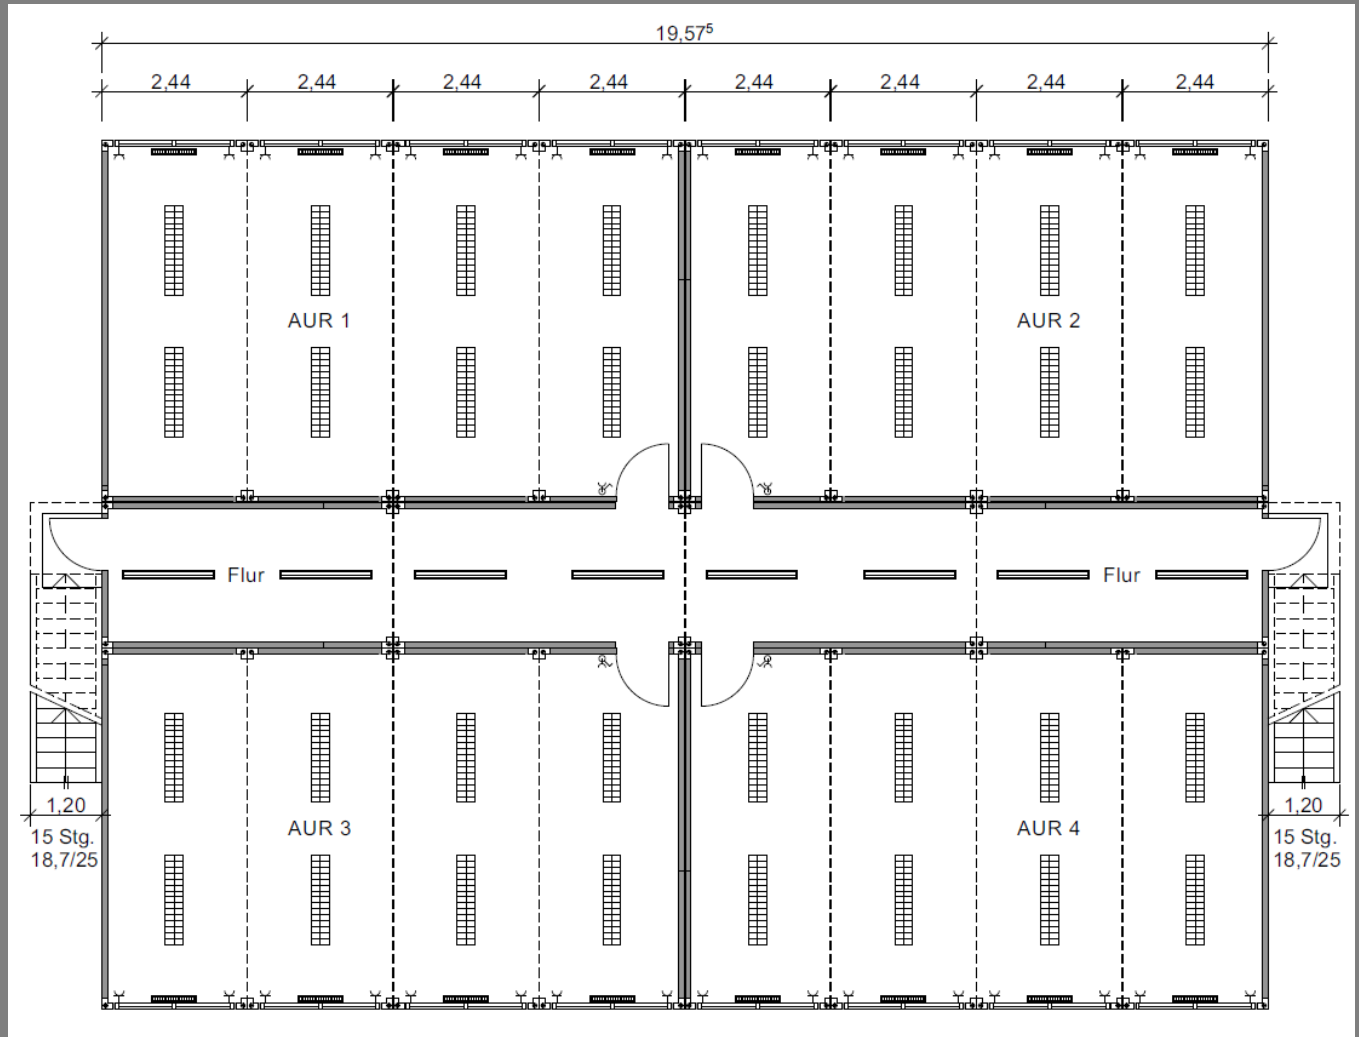 19,57⁵
2,44 2,44 2,44 2,44 2,44 2,44 2,44 2,44
AUR 1 AUR 2
Flur Flur
1,20 1,20
AUR 3 AUR 4
15 Stg. 15 Stg.
18,7/25 18,7/25